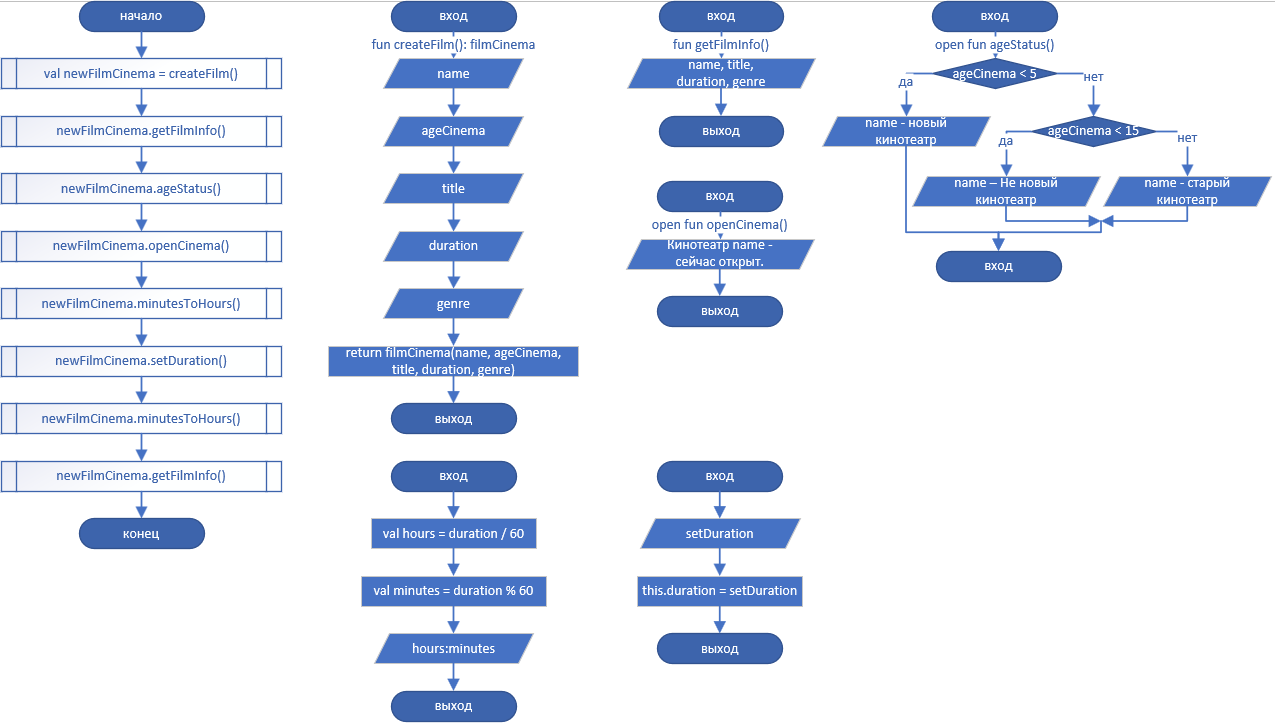 начало
val newFilmCinema = createFilm()
newFilmCinema.getFilmInfo()
newFilmCinema.ageStatus()
newFilmCinema.openCinema()
newFilmCinema.minutesToHours()
newFilmCinema.setDuration()
newFilmCinema.minutesToHours()
newFilmCinema.getFilmInfo()
конец
вход
fun createFilm(): filmCinema
name
ageCinema
title
duration
genre
return filmCinema(name, ageCinema,
title, duration, genre)
выход
вход
val hours = duration / 60
val minutes = duration % 60
hours:minutes
выход
вход
fun getFilmInfo()
name, title,
duration, genre
выход
вход
open fun openCinema()
Кинотеатр name -
сейчас открыт.
выход
вход
setDuration
this.duration = setDuration
выход
вход
open fun ageStatus()
ageCinema < 5
да
нет
name - новый
кинотеатр
ageCinema < 15
да
нет
name – Не новый
кинотеатр
name - старый
кинотеатр
вход